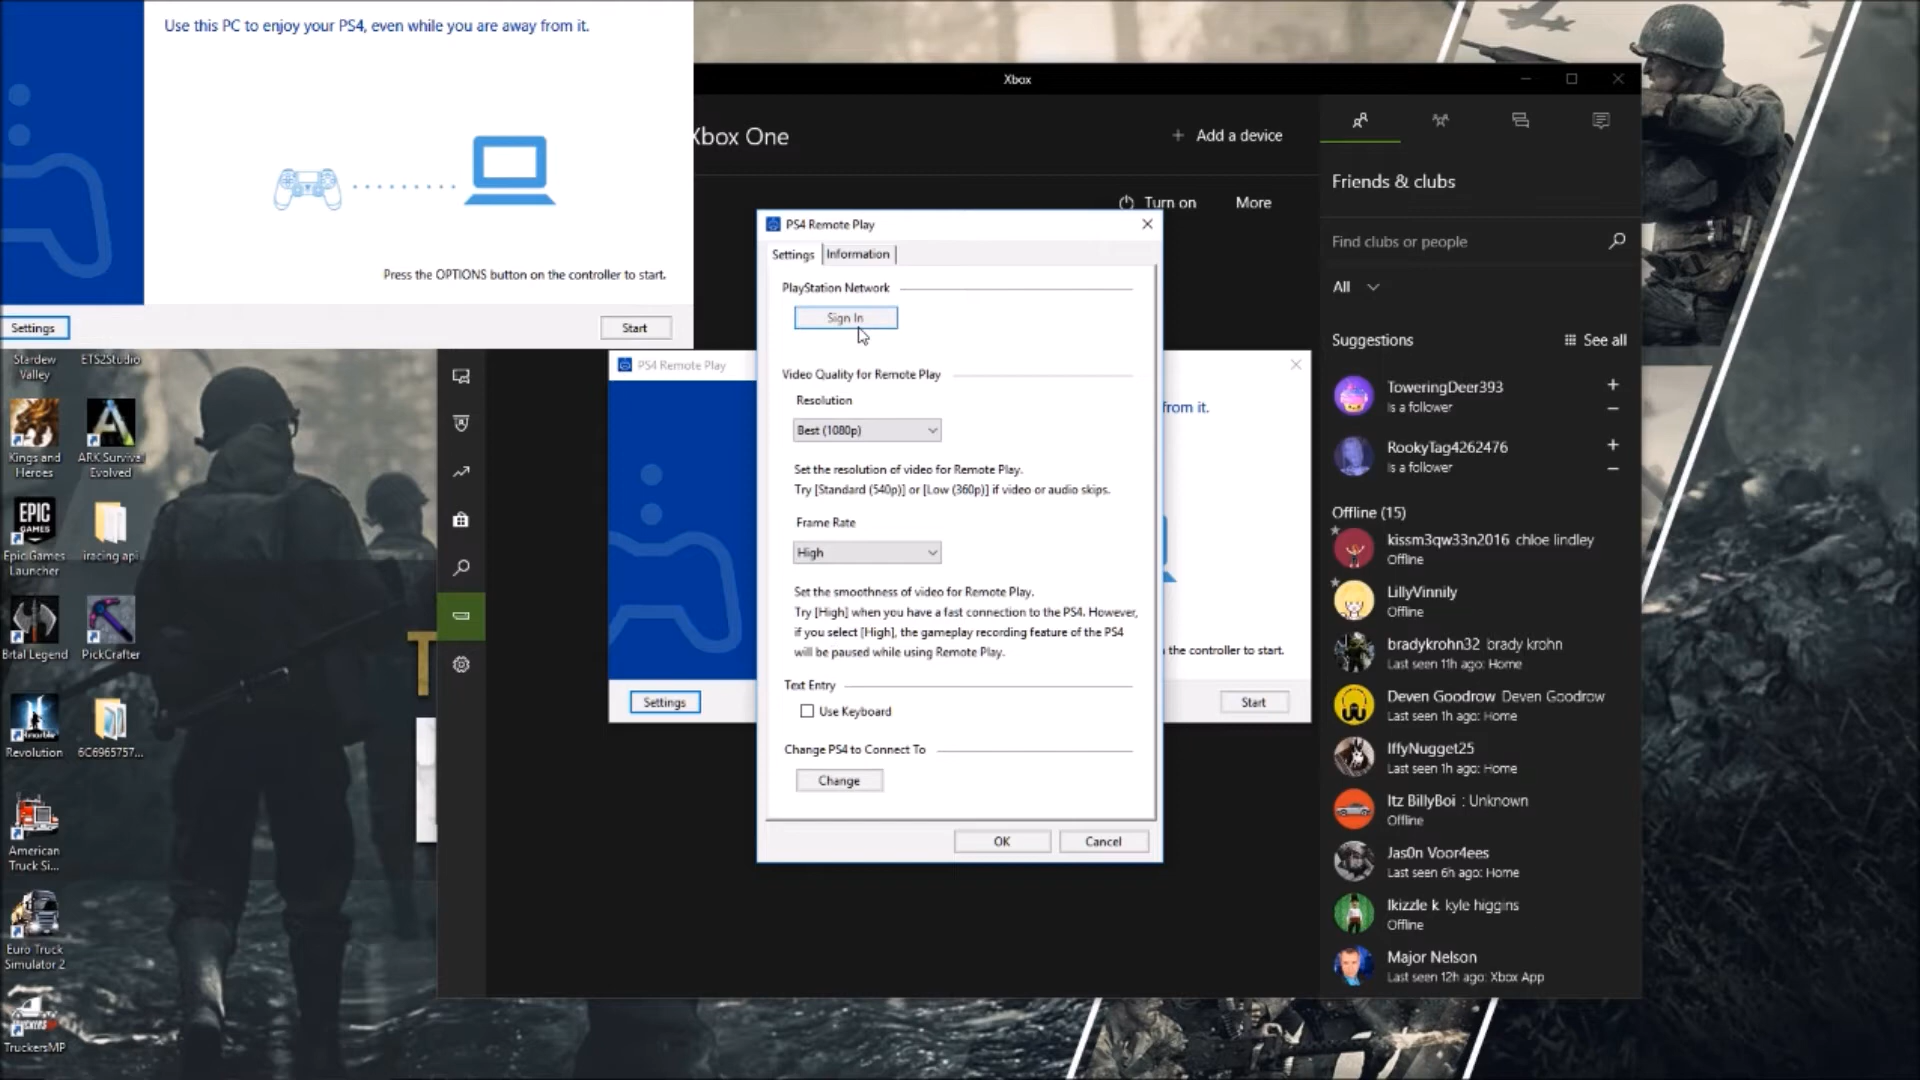 Use this PC to enjoy your PS4, even while you are away from it.
Press the OPTIONS button on the controller to start.
Settings
Start
Xbox
Xbox One
Add a device
Turn on
More
Friends & clubs
Find clubs or people
All
Suggestions
See all
ToweringDeer393
Is a follower
RookyTag4262476
Is a follower
Offline (15)
kissm3qw33n2016 chloe lindley
Offline
LillyVinnily
Offline
bradykrohn32 brady krohn
Last seen 11h ago: Home
Deven Goodrow Deven Goodrow
Last seen 1h ago: Home
IffyNugget25
Last seen 1h ago: Home
Itz BillyBoi : Unknown
Offline
Jas0n Voor4ees
Last seen 6h ago: Home
lkizzle k kyle higgins
Offline
Major Nelson
Last seen 12h ago: Xbox App
PS4 Remote Play
Settings
Information
PlayStation Network
Sign In
Video Quality for Remote Play
Resolution
Best (1080p)
Set the resolution of video for Remote Play.
Try [Standard (540p)] or [Low (360p)] if video or audio skips.
Frame Rate
High
Set the smoothness of video for Remote Play.
Try [High] when you have a fast connection to the PS4. However,
if you select [High], the gameplay recording feature of the PS4
will be paused while using Remote Play.
Text Entry
Use Keyboard
Change PS4 to Connect To
Change
OK
Cancel
PS4 Remote Play
from it.
the controller to start.
Settings
Start
Stardew
Valley
ETS2Studio
Kings and
Heroes
ARK Surviva
Evolved
EPIC
GAMES
Epic Games
Launcher
iracing api
Brtal Legend
PickCrafter
Revolution
6C6965757...
American
Truck Si...
Euro Truck
Simulator 2
TruckersMP
T